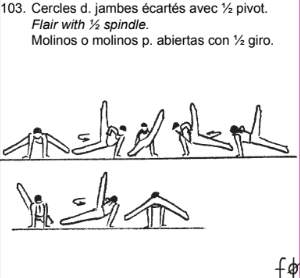 103. Cercles d. jambes écartés avec ½ pivot.
Flair with ½ spindle.
Molinos o molinos p. abiertas con ½ giro.